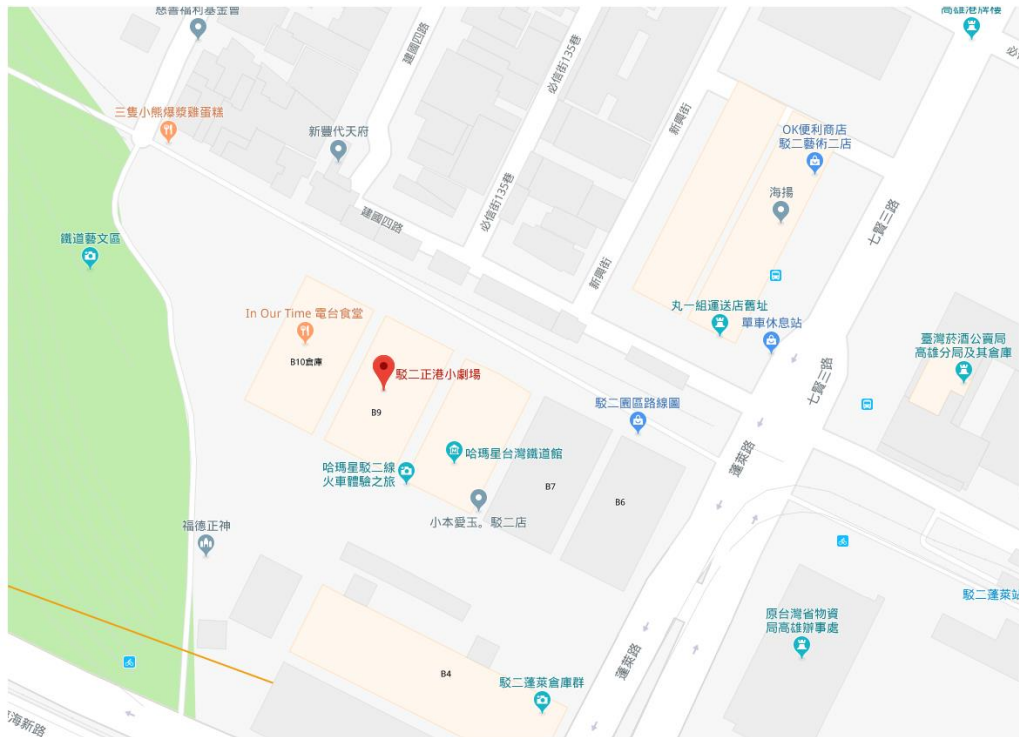 慈善福利基金會
高雄港牌樓
建國四路
必信街135巷
三隻小熊爆漿雞蛋糕
新豐代天府
新興街
OK便利商店
駁二藝術二店
海揚
七賢三路
建國四路
必信街135巷
鐵道藝文區
新興街
In Our Time 電台食堂
丸一組運送店舊址
單車休息站
臺灣菸酒公賣局
高雄分局及其倉庫
B10倉庫
駁二正港小劇場
七賢三路
B9
駁二園區路線圖
哈瑪星台灣鐵道館
蓬萊路
哈瑪星駁二線
火車體驗之旅
B7
B6
小本愛玉。駁二店
福德正神
駁二蓬萊站
原台灣省物資
局高雄辦事處
蓬萊路
B4
駁二蓬萊倉庫群
海新路